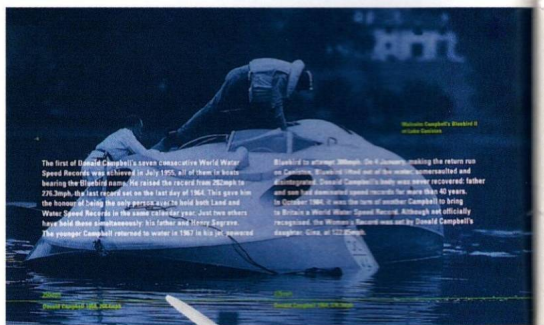 Malcolm Campbell's Bluebird II
at Lake Coniston
The first of Donald Campbell's seven consecutive World Water
Speed Records was achieved in July 1955, all of them in boats
bearing the Bluebird name. He raised the record from 202mph to
276.3mph, the last record set on the last day of 1964. This gave him
the honour of being the only person ever to hold both Land and
Water Speed Records in the same calendar year. Just two others
have held these simultaneously: his father and Henry Segrave.
The younger Campbell returned to water in 1967 in his jet powered
Bluebird to attempt 300mph. On 4 January, making the return run
on Coniston, Bluebird lifted out of the water, somersaulted and
disintegrated. Donald Campbell's body was never recovered: father
and son had dominated speed records for more than 40 years.
In October 1984, it was the turn of another Campbell to bring
to Britain a World Water Speed Record. Although not officially
recognised, the Women's Record was set by Donald Campbell's
daughter, Gina, at
Donald Campbell 1964,